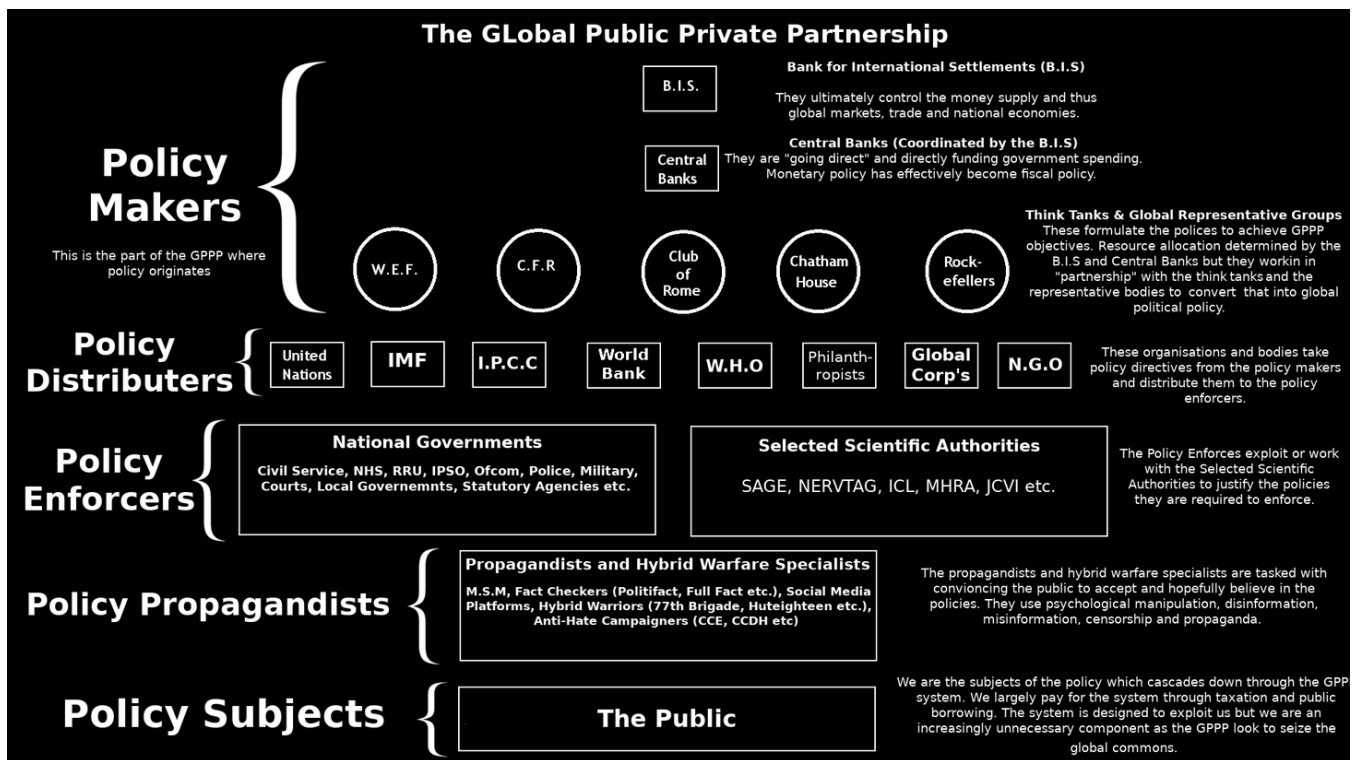 The GLobal Public Private Partnership
B.I.S.
Bank for International Settlements (B.I.S)
They ultimately control the money supply and thus
global markets, trade and national economies.
Policy
Makers
This is the part of the GPPP where
policy originates
Central
Banks
Central Banks (Coordinated by the B.I.S)
They are "going direct" and directly funding government spending.
Monetary policy has effectively become fiscal policy.
W.E.F.
C.F.R
Club
of
Rome
Chatham
House
Rock-
efellers
Think Tanks & Global Representative Groups
These formulate the polices to achieve GPPP
objectives. Resource allocation determined by the
B.I.S and Central Banks but they workin in
"partnership" with the think tanks and the
representative bodies to convert that into global
political policy.
Policy
Distributers
United
Nations
IMF
I.P.C.C
World
Bank
W.H.O
Philanth-
ropists
Global
Corp's
N.G.O
These organisations and bodies take
policy directives from the policy makers
and distribute them to the policy
enforcers.
Policy
Enforcers
National Governments
Civil Service, NHS, RRU, IPSO, Ofcom, Police, Military,
Courts, Local Governemnts, Statutory Agencies etc.
Selected Scientific Authorities
SAGE, NERVTAG, ICL, MHRA, JCVI etc.
The Policy Enforces exploit or work
with the Selected Scientific
Authorities to justify the policies
they are required to enforce.
Policy Propagandists
Propagandists and Hybrid Warfare Specialists
M.S.M, Fact Checkers (Politifact, Full Fact etc.), Social Media
Platforms, Hybrid Warriors (77th Brigade, Huteighteen etc.),
Anti-Hate Campaigners (CCE, CCDH etc)
The propagandists and hybrid warfare specialists are tasked with
convioncing the public to accept and hopefully believe in the
policies. They use psychological manipulation, disinformation,
misinformation, censorship and propaganda.
Policy Subjects
The Public
We are the subjects of the policy which cascades down through the GPP
system. We largely pay for the system through taxation and public
borrowing. The system is designed to exploit us but we are an
increasingly unnecessary component as the GPPP look to seize the
global commons.